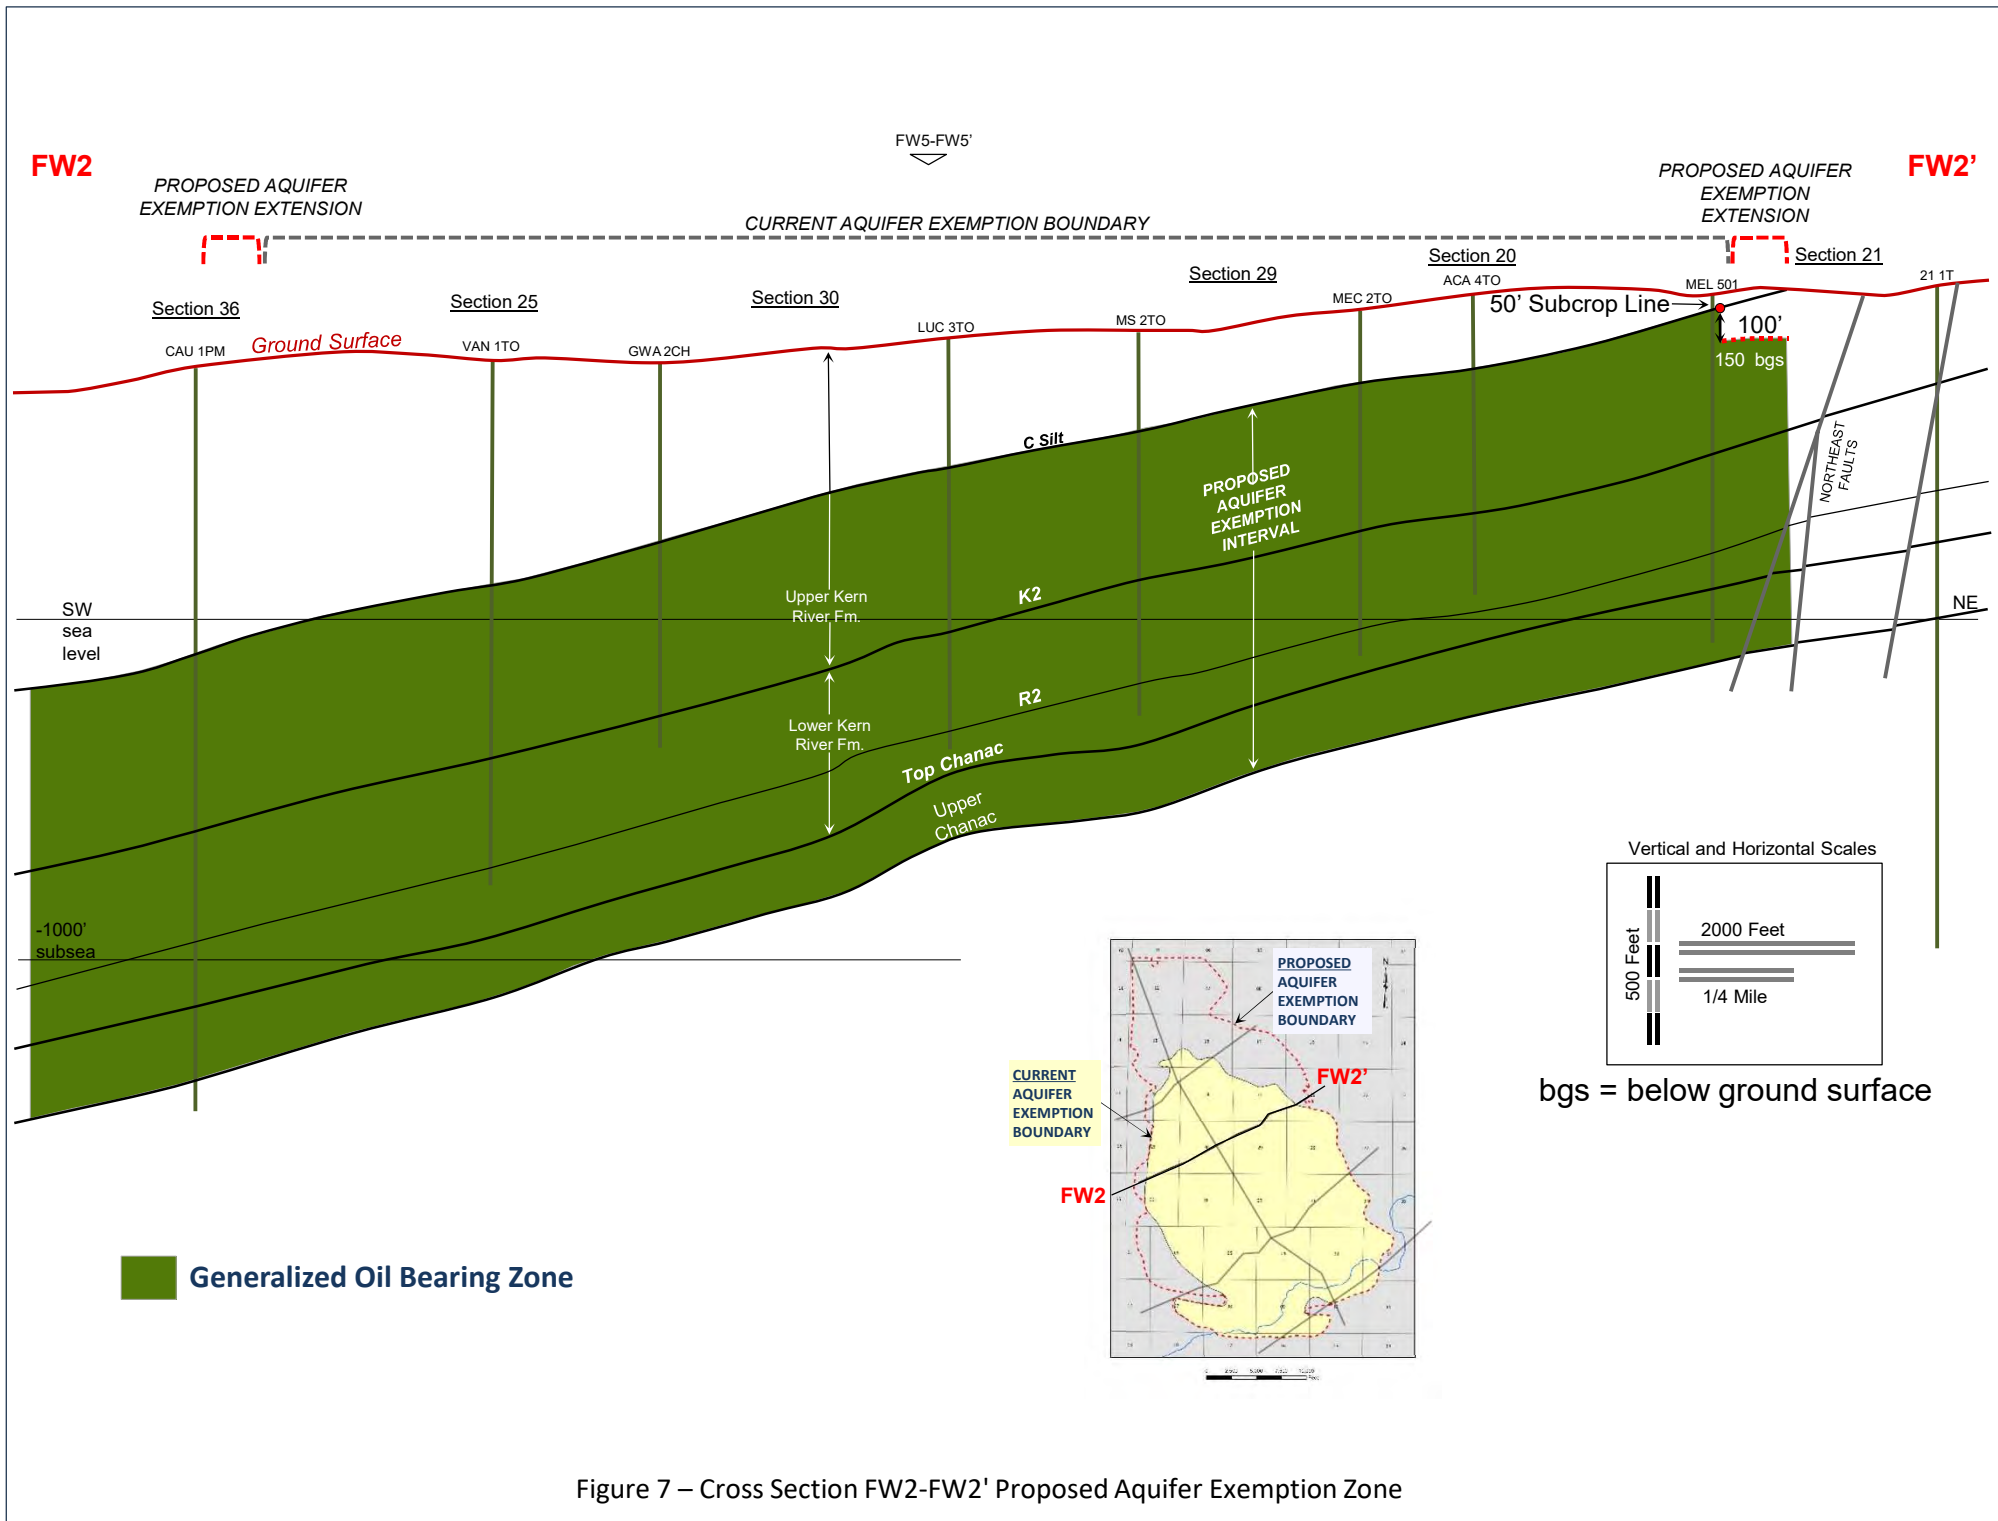 FW5-FW5’
FW2
FW2’
PROPOSED AQUIFER
EXEMPTION EXTENSION
CURRENT AQUIFER EXEMPTION BOUNDARY
PROPOSED AQUIFER
EXEMPTION
EXTENSION
Section 36
Section 25
Section 30
Section 29
Section 20
Section 21
CAU 1PM
Ground Surface
VAN 1TO
GWA 2CH
LUC 3TO
MS 2TO
MEC 2TO
ACA 4TO
MEL 501
21 1T
50’ Subcrop Line
100’
150 bgs
C Silt
PROPOSED
AQUIFER
EXEMPTION
INTERVAL
NORTHEAST
FAULTS
SW
sea
level
NE
Upper Kern
River Fm.
K2
R2
Lower Kern
River Fm.
Top Chanac
Upper
Chanac
-1000’
subsea
Vertical and Horizontal Scales
500 Feet
2000 Feet
1/4 Mile
bgs = below ground surface
PROPOSED
AQUIFER
EXEMPTION
BOUNDARY
N
CURRENT
AQUIFER
EXEMPTION
BOUNDARY
FW2’
FW2
Generalized Oil Bearing Zone
Figure 7 – Cross Section FW2-FW2' Proposed Aquifer Exemption Zone